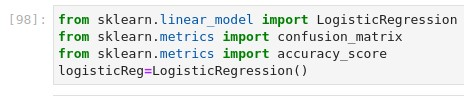 [98]: from sklearn.linear_model import LogisticRegression
from sklearn.metrics import confusion_matrix
from sklearn.metrics import accuracy_score
logisticReg=LogisticRegression()